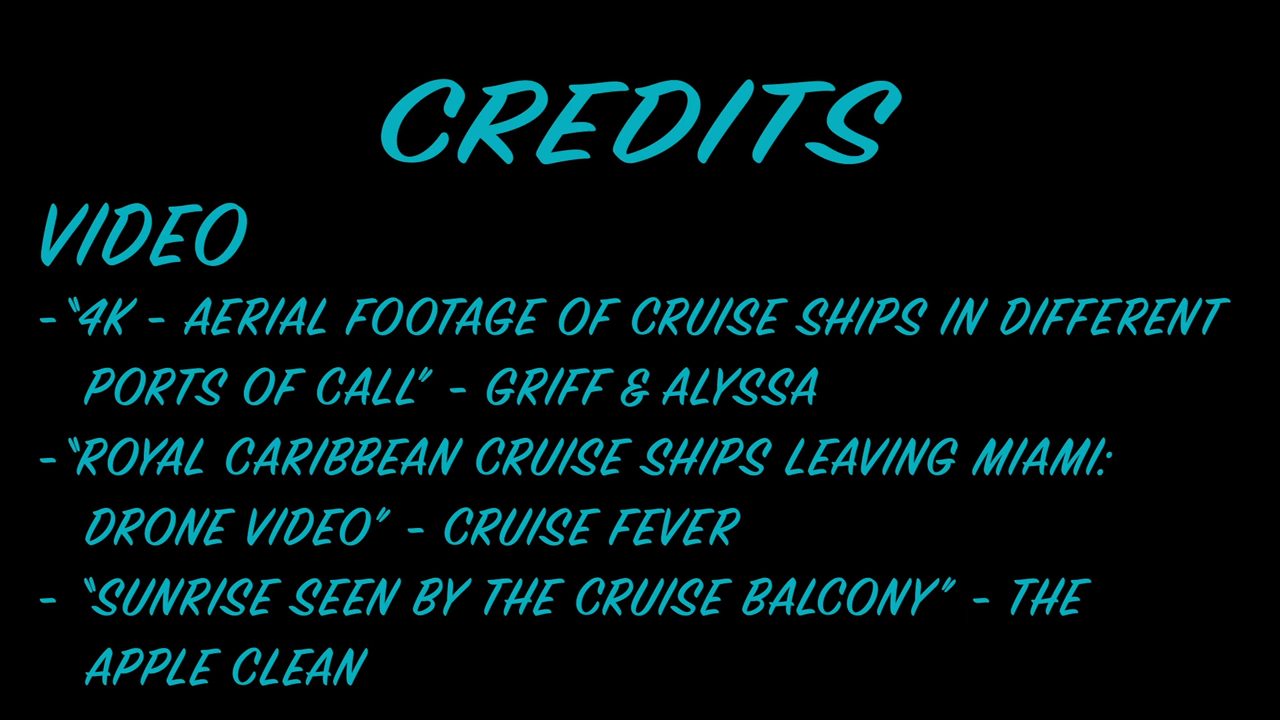 CREDITS
VIDEO
-"4K - AERIAL FOOTAGE OF CRUISE SHIPS IN DIFFERENT
PORTS OF CALL" - GRIFF & ALYSSA
-"ROYAL CARIBBEAN CRUISE SHIPS LEAVING MIAMI:
DRONE VIDEO" - CRUISE FEVER
- "SUNRISE SEEN BY THE CRUISE BALCONY" - THE
APPLE CLEAN